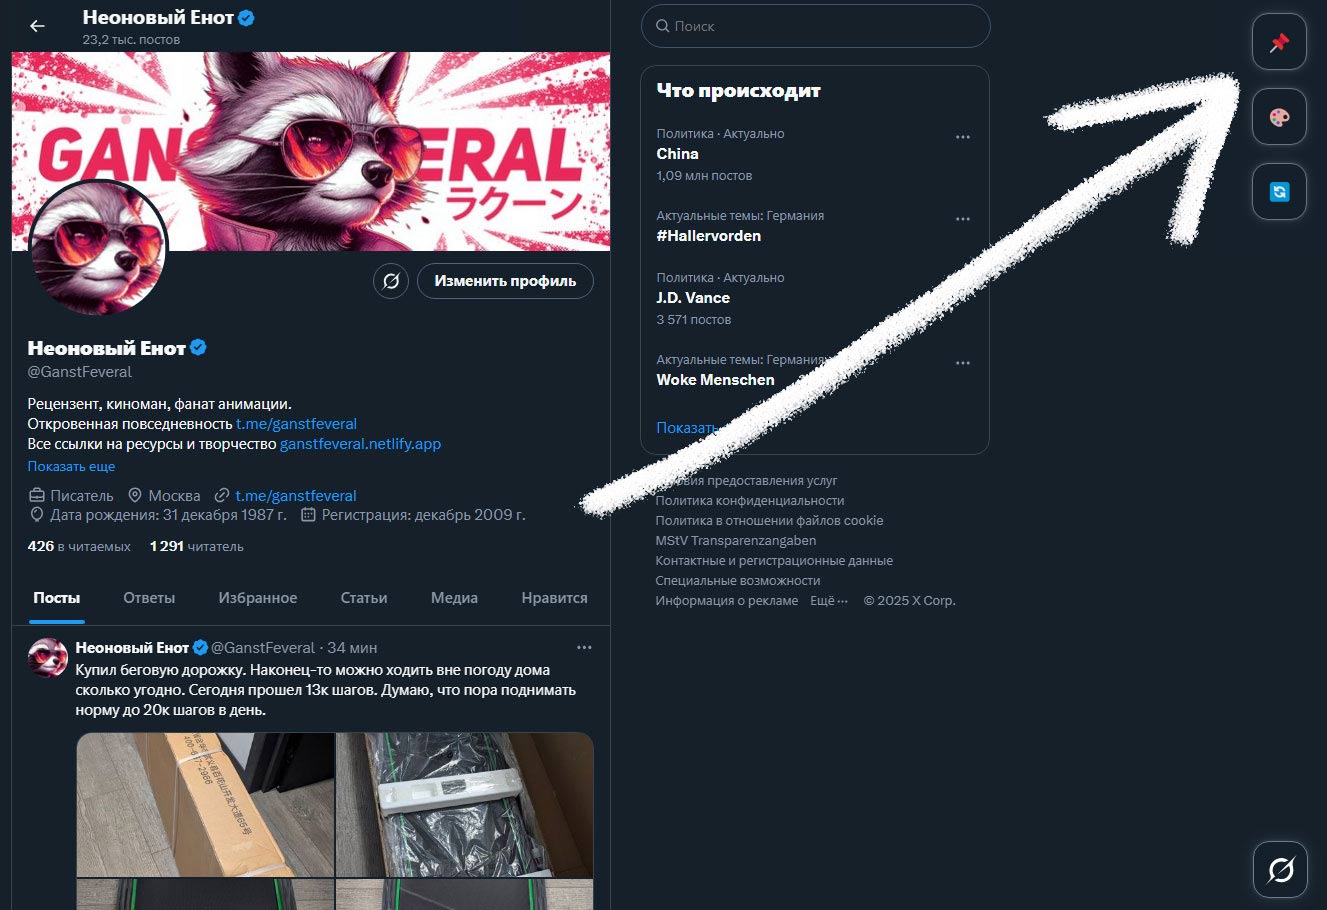 Неоновый Енот
23,2 тыс. постов
GANSTFEVERAL
ラクーン
Изменить профиль
Неоновый Енот
@GanstFeveral
Рецензент, киноман, фанат анимации.
Откровенная повседневность t.me/ganstfeveral
Все ссылки на ресурсы и творчество ganstfeveral.netlify.app
Показать еще
Писатель Москва t.me/ganstfeveral
Дата рождения: 31 декабря 1987 г. Регистрация: декабрь 2009 г.
426 в читаемых 1 291 читатель
Посты Ответы Избранное Статьи Медиа Нравится
Неоновый Енот @GanstFeveral · 34 мин
Купил беговую дорожку. Наконец-то можно ходить вне погоду дома
сколько угодно. Сегодня прошел 13к шагов. Думаю, что пора поднимать
норму до 20к шагов в день.
Поиск
Что происходит
Политика · Актуально
China
1,09 млн постов
Актуальные темы: Германия
#Hallervorden
Политика · Актуально
J.D. Vance
3 571 постов
Актуальные темы: Германия
Woke Menschen
Показать
Условия предоставления услуг
Политика конфиденциальности
Политика в отношении файлов cookie
MStV Transparenzangaben
Контактные и регистрационные данные
Специальные возможности
Информация о рекламе Ещё ··· © 2025 X Corp.